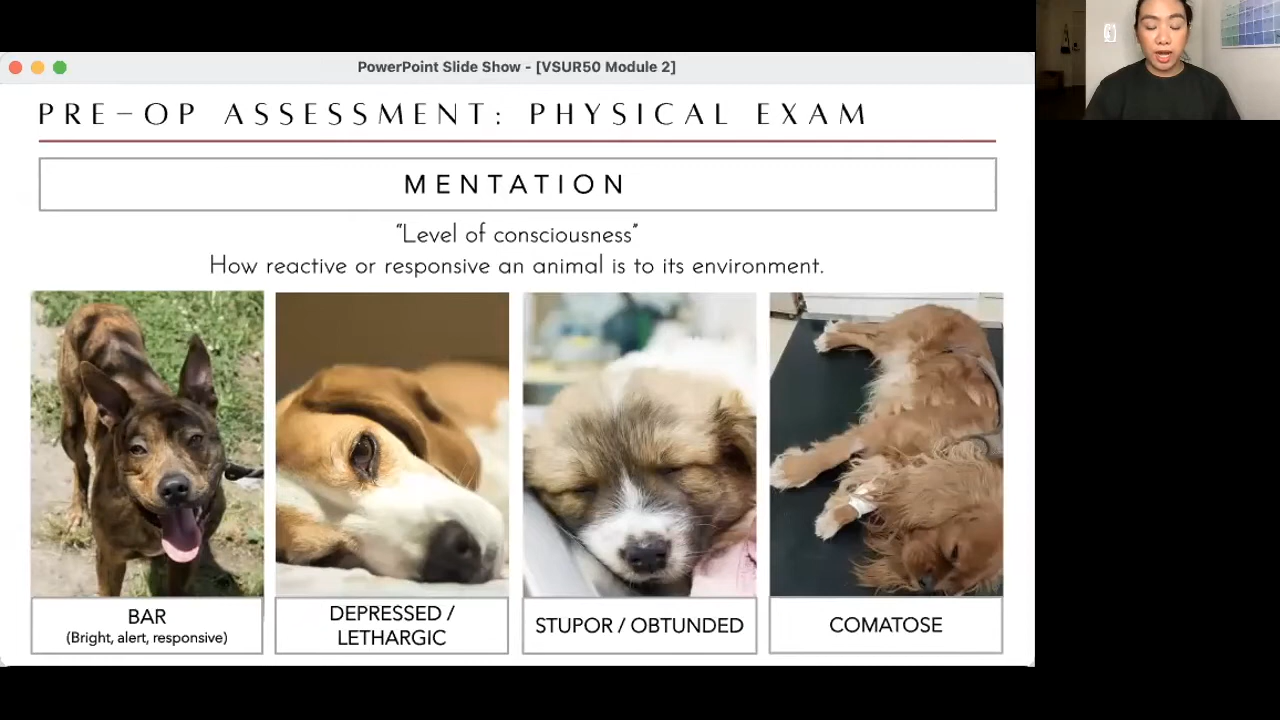 PowerPoint Slide Show - [VSUR50 Module 2]
PRE-OP ASSESSMENT: PHYSICAL EXAM
MENTATION
"Level of consciousness"
How reactive or responsive an animal is to its environment.
BAR
(Bright, alert, responsive)
DEPRESSED /
LETHARGIC
STUPOR / OBTUNDED
COMATOSE